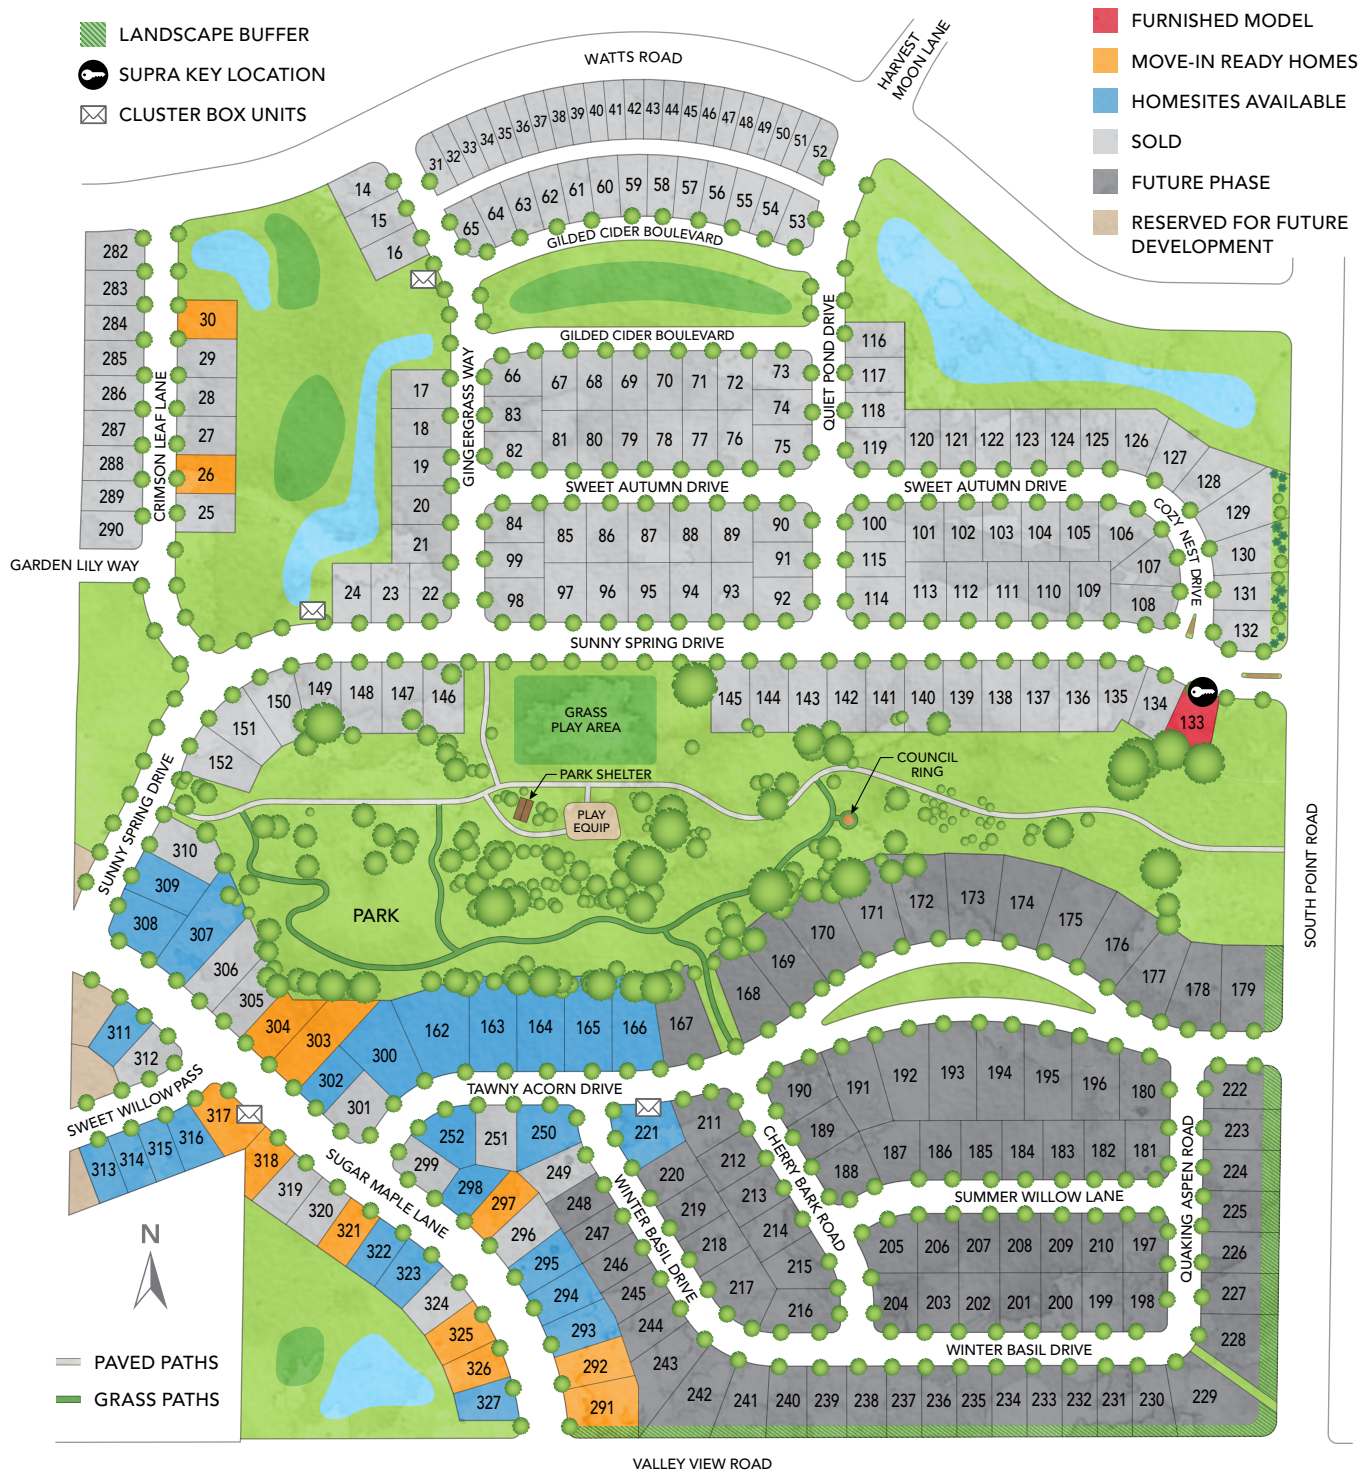 LANDSCAPE BUFFER
SUPRA KEY LOCATION
CLUSTER BOX UNITS
FURNISHED MODEL
MOVE-IN READY HOMES
HOMESITES AVAILABLE
SOLD
FUTURE PHASE
RESERVED FOR FUTURE
DEVELOPMENT
WATTS ROAD
HARVEST
MOON LANE
31 32 33 34 35 36 37 38 39 40 41 42 43 44 45 46 47 48 49 50 51 52
14
15
16
65 64 63 62 61 60 59 58 57 56 55 54 53
GILDED CIDER BOULEVARD
GILDED CIDER BOULEVARD
282
283
284
285
286
287
288
289
290
CRIMSON LEAF LANE
30
29
28
27
26
25
GARDEN LILY WAY
17
18
19
20
21
24 23 22
GINGERGRASS WAY
66 67 68 69 70 71 72 73
83 74
82 81 80 79 78 77 76 75
QUIET POND DRIVE
116
117
118
119 120 121 122 123 124 125 126 127 128 129 130 131 132
SWEET AUTUMN DRIVE
SWEET AUTUMN DRIVE
COZY NEST DRIVE
84 85 86 87 88 89 90
99 91
98 97 96 95 94 93 92
100 101 102 103 104 105 106
115 107
114 113 112 111 110 109 108
SUNNY SPRING DRIVE
152 151 150 149 148 147 146
GRASS
PLAY AREA
145 144 143 142 141 140 139 138 137 136 135 134 133
PARK SHELTER
PLAY
EQUIP
COUNCIL
RING
SUNNY SPRING DRIVE
SOUTH POINT ROAD
PARK
310
309
308 307
306
305
304 303
302 300
301
162 163 164 165 166 167
168 169 170 171 172 173 174 175 176 177 178 179
311
312
SWEET WILLOW PASS
313 314 315 316 317
318
319
320
321
322
323
324
325
326
327
SUGAR MAPLE LANE
TAWNY ACORN DRIVE
252 251 250
299 298 297 249
296 248
295 247
294 246
293 245
292 244
291 243
221 211
220 212
219 213
218 214
217 215
216
WINTER BASIL DRIVE
CHERRY BARK ROAD
190 191 192 193 194 195 196 180
189
188 187 186 185 184 183 182 181
SUMMER WILLOW LANE
205 206 207 208 209 210 197
204 203 202 201 200 199 198
QUAKING ASPEN ROAD
222
223
224
225
226
227
228
WINTER BASIL DRIVE
242 241 240 239 238 237 236 235 234 233 232 231 230 229
N
PAVED PATHS
GRASS PATHS
VALLEY VIEW ROAD